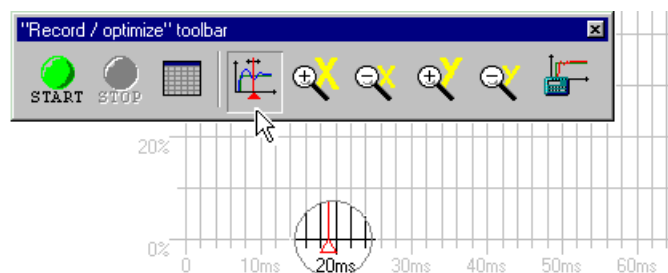 "Record / optimize" toolbar
START STOP
X X Y Y
20%
0%
0 10ms 20ms 30ms 40ms 50ms 60ms